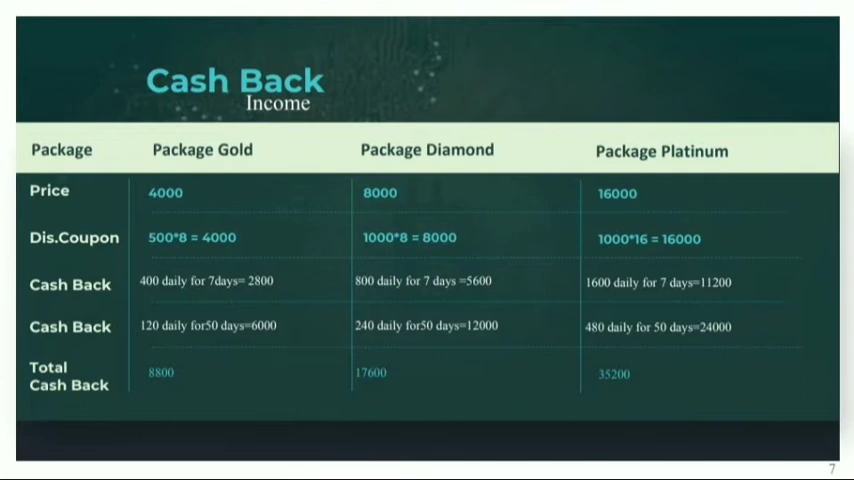 Cash Back
Income
Package Package Gold Package Diamond Package Platinum
Price 4000 8000 16000
Dis.Coupon 500*8 = 4000 1000*8 = 8000 1000*16 = 16000
Cash Back 400 daily for 7days= 2800 800 daily for 7 days =5600 1600 daily for 7 days=11200
Cash Back 120 daily for50 days=6000 240 daily for50 days=12000 480 daily for 50 days=24000
Total
Cash Back 8800 17600 35200
7